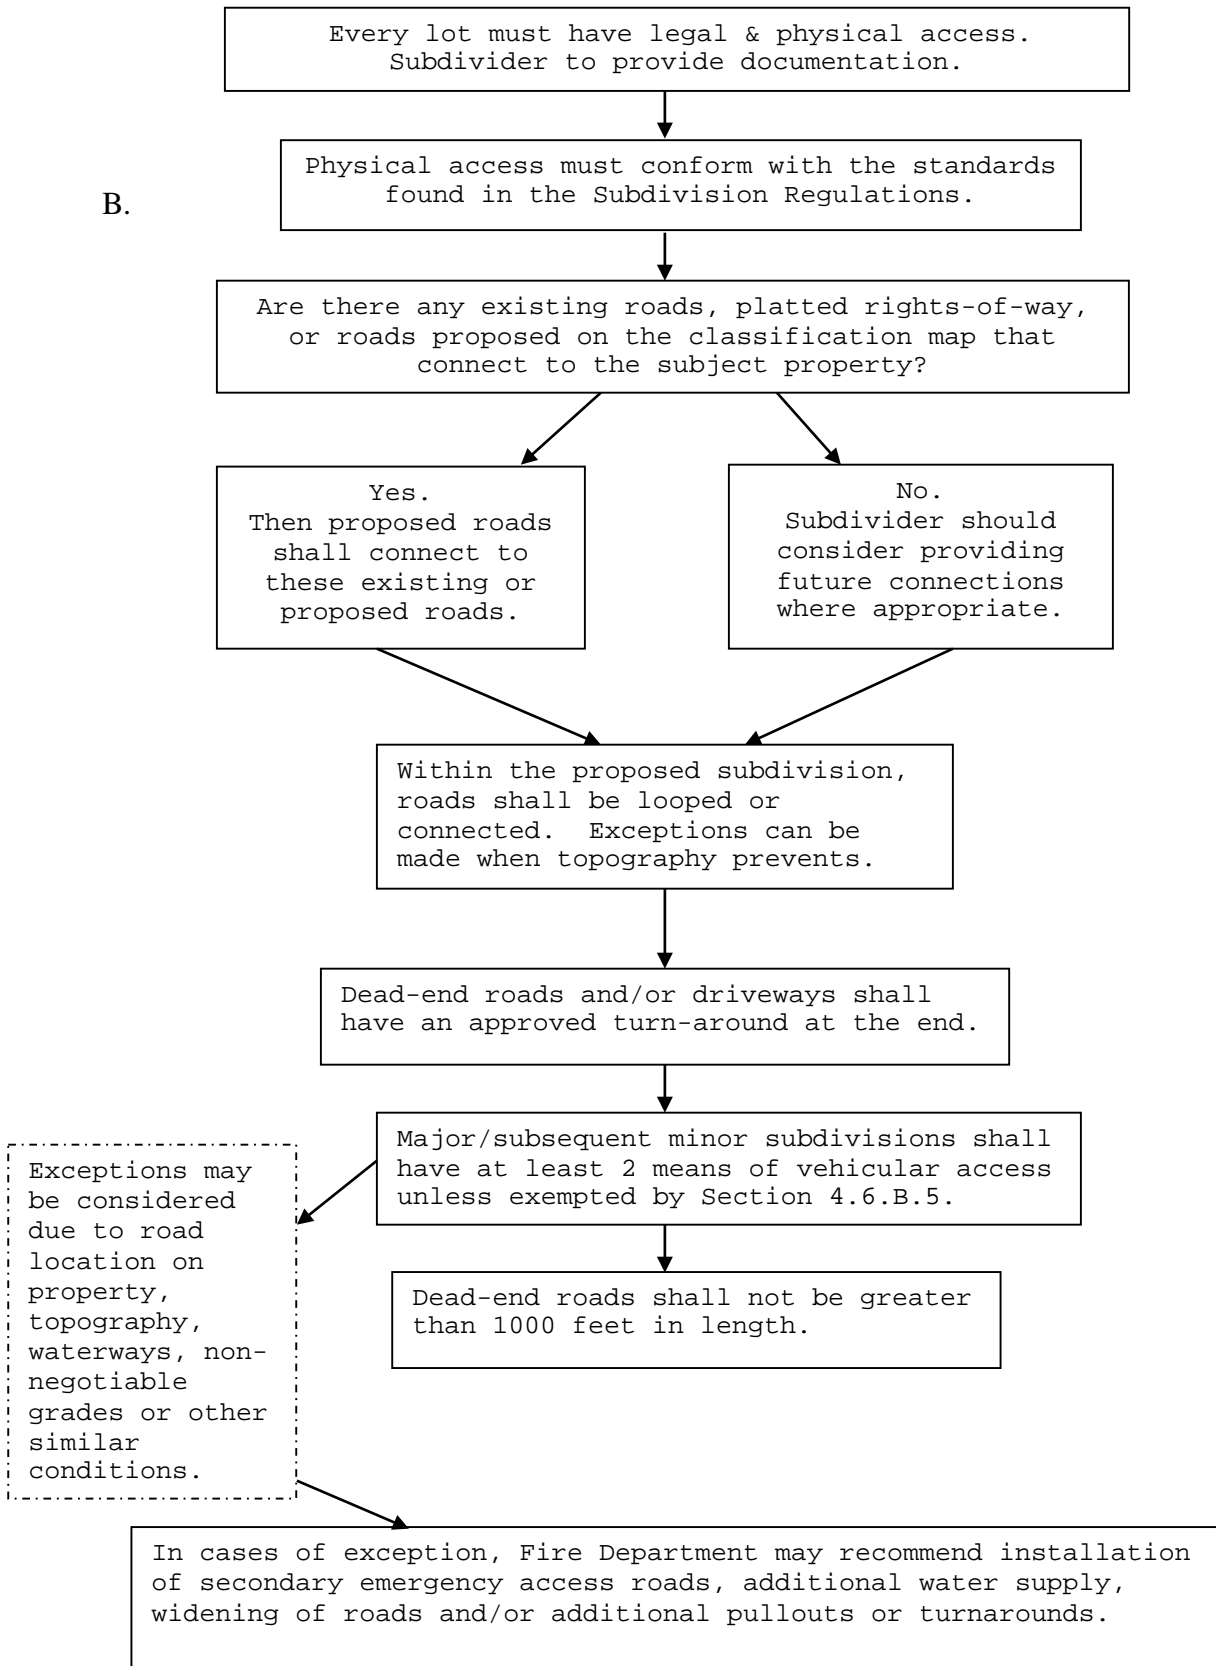 Every lot must have legal & physical access.
Subdivider to provide documentation.
Physical access must conform with the standards
found in the Subdivision Regulations.
B.
Are there any existing roads, platted rights-of-way,
or roads proposed on the classification map that
connect to the subject property?
Yes.
Then proposed roads
shall connect to
these existing or
proposed roads.
No.
Subdivider should
consider providing
future connections
where appropriate.
Within the proposed subdivision,
roads shall be looped or
connected.  Exceptions can be
made when topography prevents.
Dead-end roads and/or driveways shall
have an approved turn-around at the end.
Major/subsequent minor subdivisions shall
have at least 2 means of vehicular access
unless exempted by Section 4.6.B.5.
Exceptions may
be considered
due to road
location on
property,
topography,
waterways, non-
negotiable
grades or other
similar
conditions.
Dead-end roads shall not be greater
than 1000 feet in length.
In cases of exception, Fire Department may recommend installation
of secondary emergency access roads, additional water supply,
widening of roads and/or additional pullouts or turnarounds.